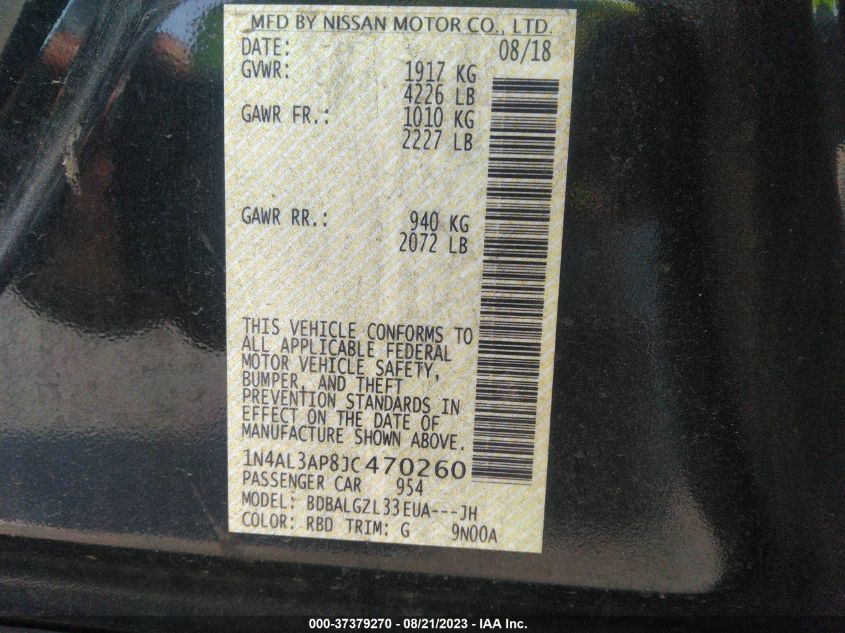 MFD BY NISSAN MOTOR CO., LTD.
DATE: 08/18
GVWR: 1917 KG
4226 LB
GAWR FR.: 1010 KG
2227 LB
GAWR RR.: 940 KG
2072 LB
THIS VEHICLE CONFORMS TO
ALL APPLICABLE FEDERAL
MOTOR VEHICLE SAFETY,
BUMPER, AND THEFT
PREVENTION STANDARDS IN
EFFECT ON THE DATE OF
MANUFACTURE SHOWN ABOVE.
1N4AL3AP8JC470260
PASSENGER CAR 954
MODEL: BDBALGZL33EUA---JH
COLOR: RBD TRIM: G 9N00A
000-37379270 - 08/21/2023 - IAA Inc.